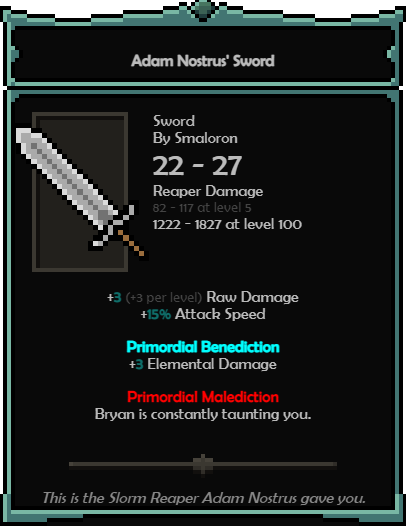 Adam Nostrus' Sword
Sword
By Smaloron
22 - 27
Reaper Damage
82 - 117 at level 5
1222 - 1827 at level 100
+3 (+3 per level) Raw Damage
+15% Attack Speed
Primordial Benediction
+3 Elemental Damage
Primordial Malediction
Bryan is constantly taunting you.
This is the Slorm Reaper Adam Nostrus gave you.